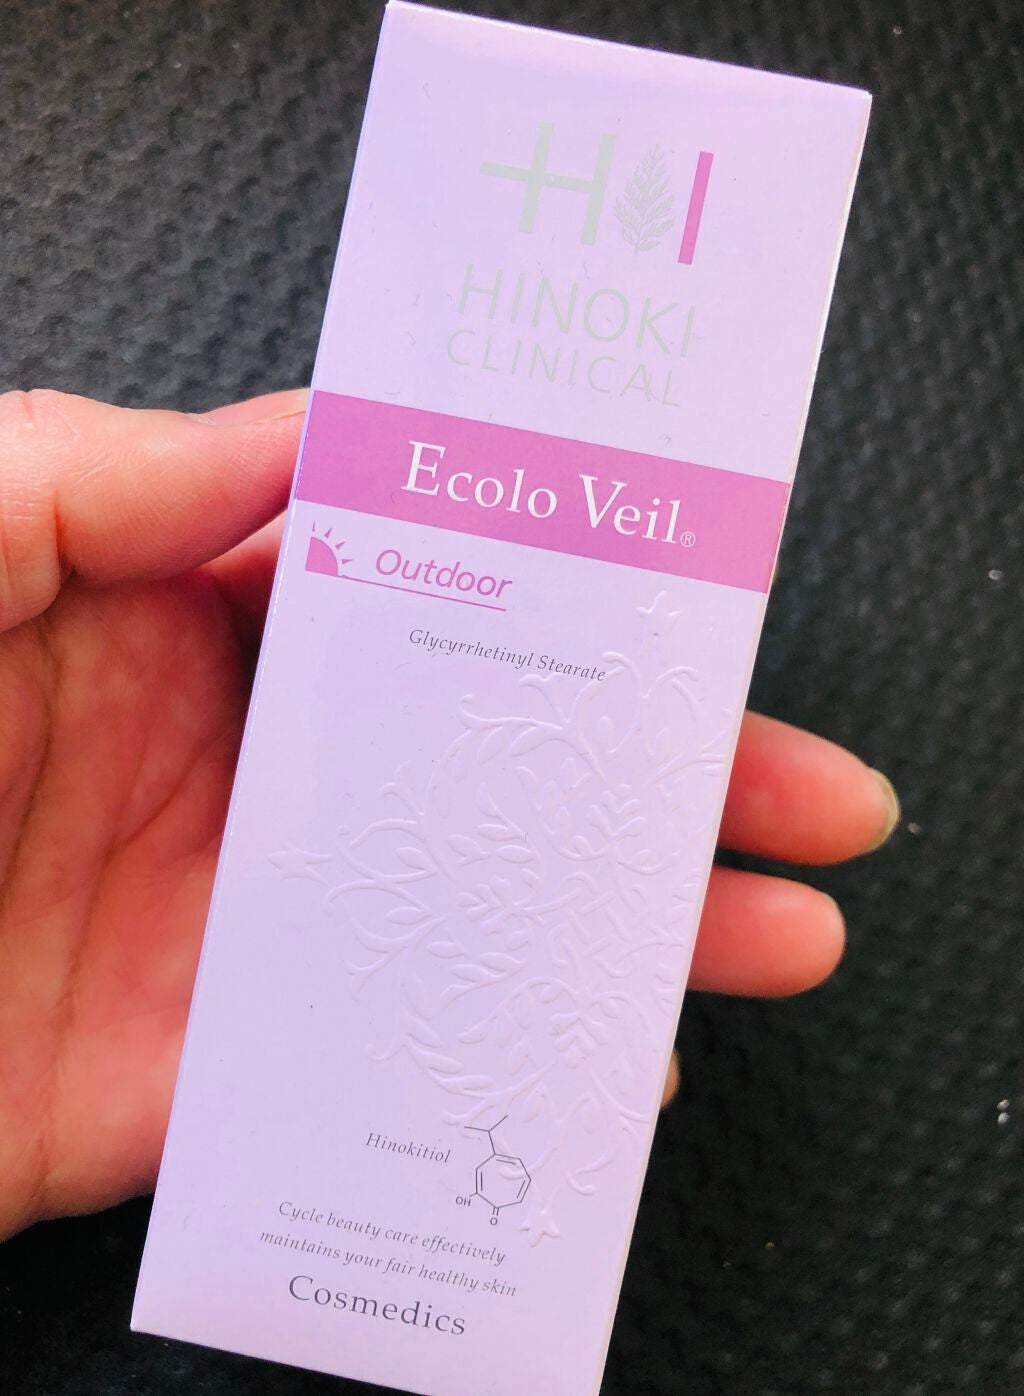 HI
HINOKI
CLINICAL
Ecolo Veil®
Outdoor
Glycyrrhetinyl Stearate
Hinokitiol
OH
O
Cycle beauty care effectively
maintains your fair healthy skin
Cosmedics